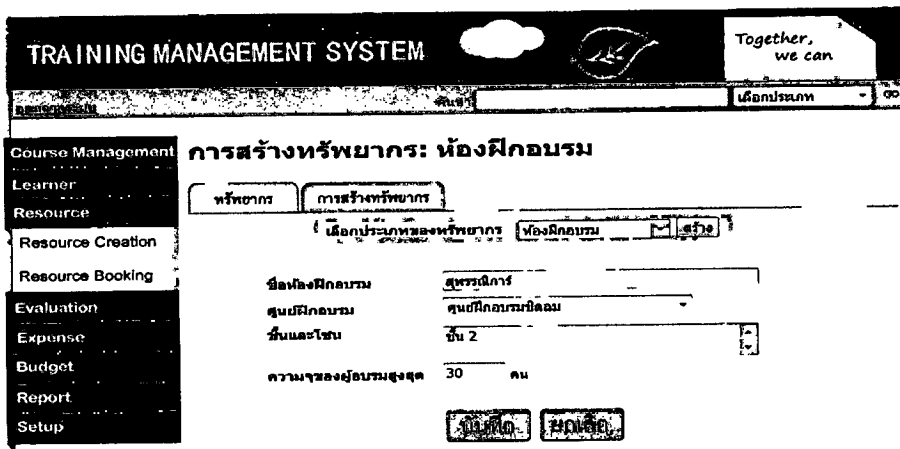 TRAINING MANAGEMENT SYSTEM
Together,
we can
ค้นหา
เลือกประเภท
GO
Course Management
Learner
Resource
Resource Creation
Resource Booking
Evaluation
Expense
Budget
Report
Setup
การสร้างทรัพยากร: ห้องฝึกอบรม
ทรัพยากร การสร้างทรัพยากร
เลือกประเภทของทรัพยากร ห้องฝึกอบรม สร้าง
ชื่อห้องฝึกอบรม สุพรรณิการ์
ศูนย์ฝึกอบรม ศูนย์ฝึกอบรมชิดลม
ชั้นและโซน ชั้น 2
ความจุของผู้อบรมสูงสุด 30 คน
บันทึก ยกเลิก